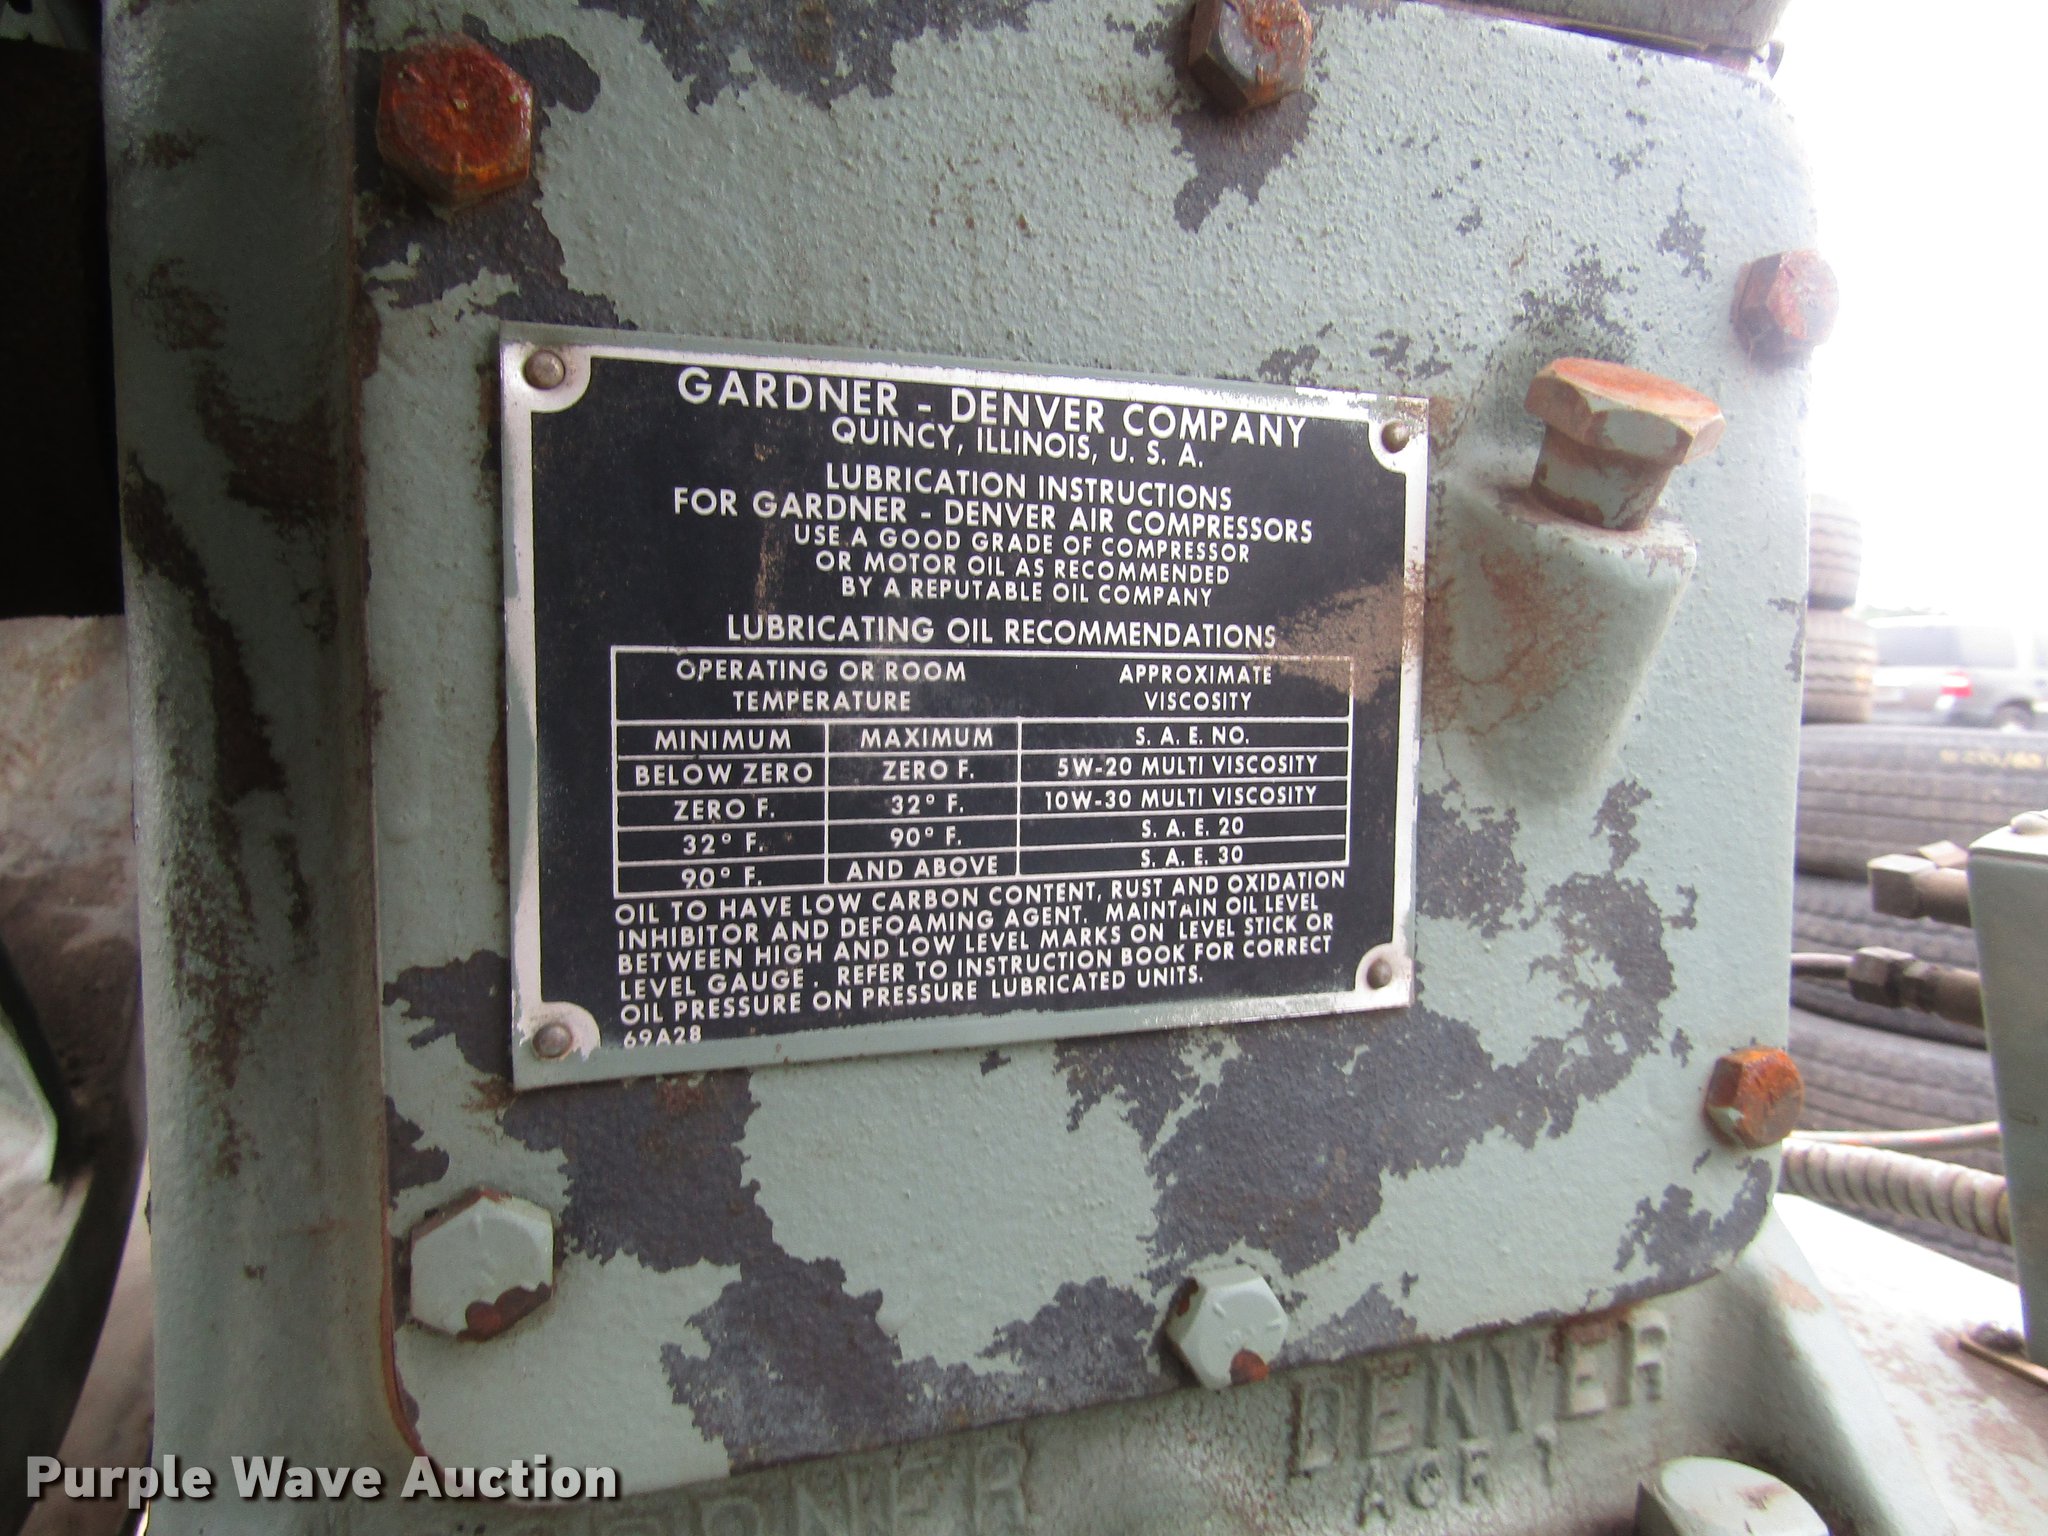 GARDNER - DENVER COMPANY
QUINCY, ILLINOIS, U. S. A.
LUBRICATION INSTRUCTIONS
FOR GARDNER - DENVER AIR COMPRESSORS
USE A GOOD GRADE OF COMPRESSOR
OR MOTOR OIL AS RECOMMENDED
BY A REPUTABLE OIL COMPANY
LUBRICATING OIL RECOMMENDATIONS
OPERATING OR ROOM APPROXIMATE
TEMPERATURE VISCOSITY
MINIMUM MAXIMUM S. A. E. NO.
BELOW ZERO ZERO F. 5W-20 MULTI VISCOSITY
ZERO F. 32° F. 10W-30 MULTI VISCOSITY
32° F. 90° F. S. A. E. 20
90° F. AND ABOVE S. A. E. 30
OIL TO HAVE LOW CARBON CONTENT, RUST AND OXIDATION
INHIBITOR AND DEFOAMING AGENT. MAINTAIN OIL LEVEL
BETWEEN HIGH AND LOW LEVEL MARKS ON LEVEL STICK OR
LEVEL GAUGE. REFER TO INSTRUCTION BOOK FOR CORRECT
OIL PRESSURE ON PRESSURE LUBRICATED UNITS.
69A28
DENVER
Purple Wave Auction